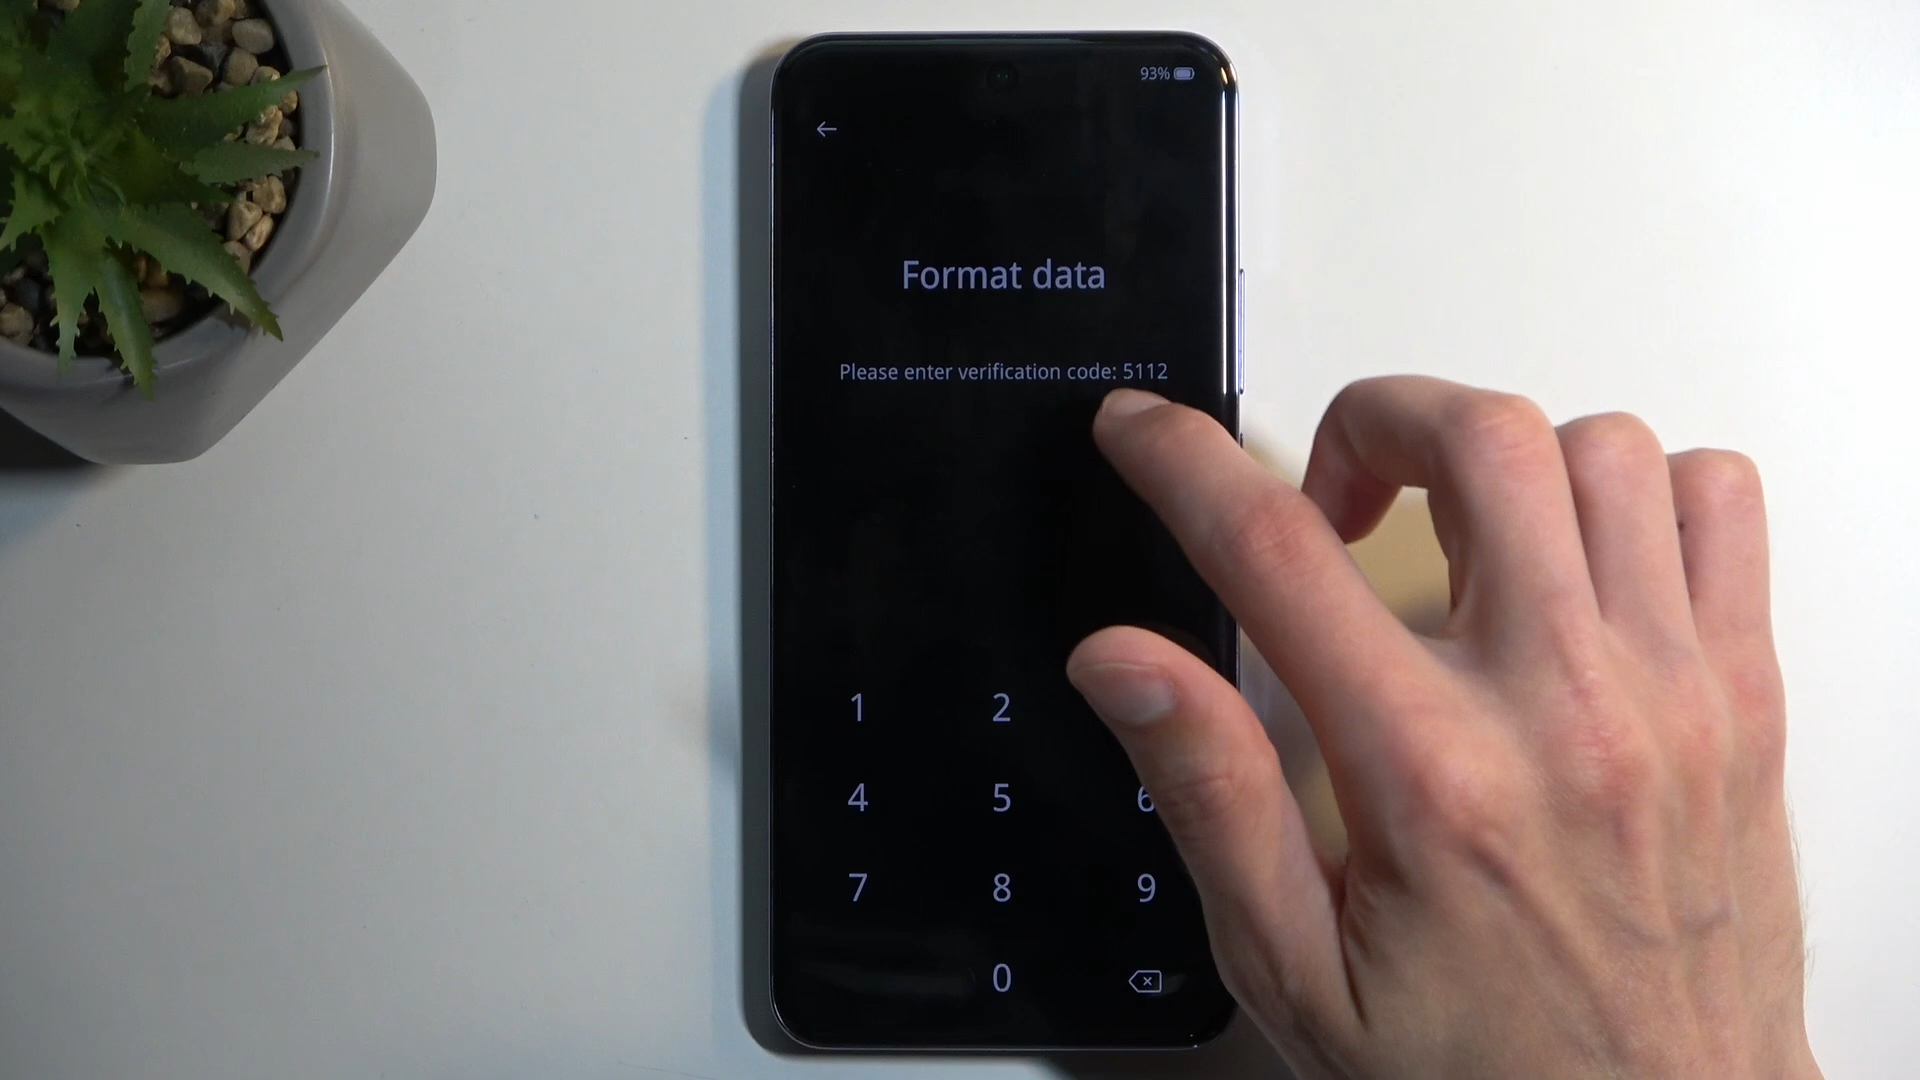 93%
Format data
Please enter verification code: 5112
1 2
4 5 6
7 8 9
0